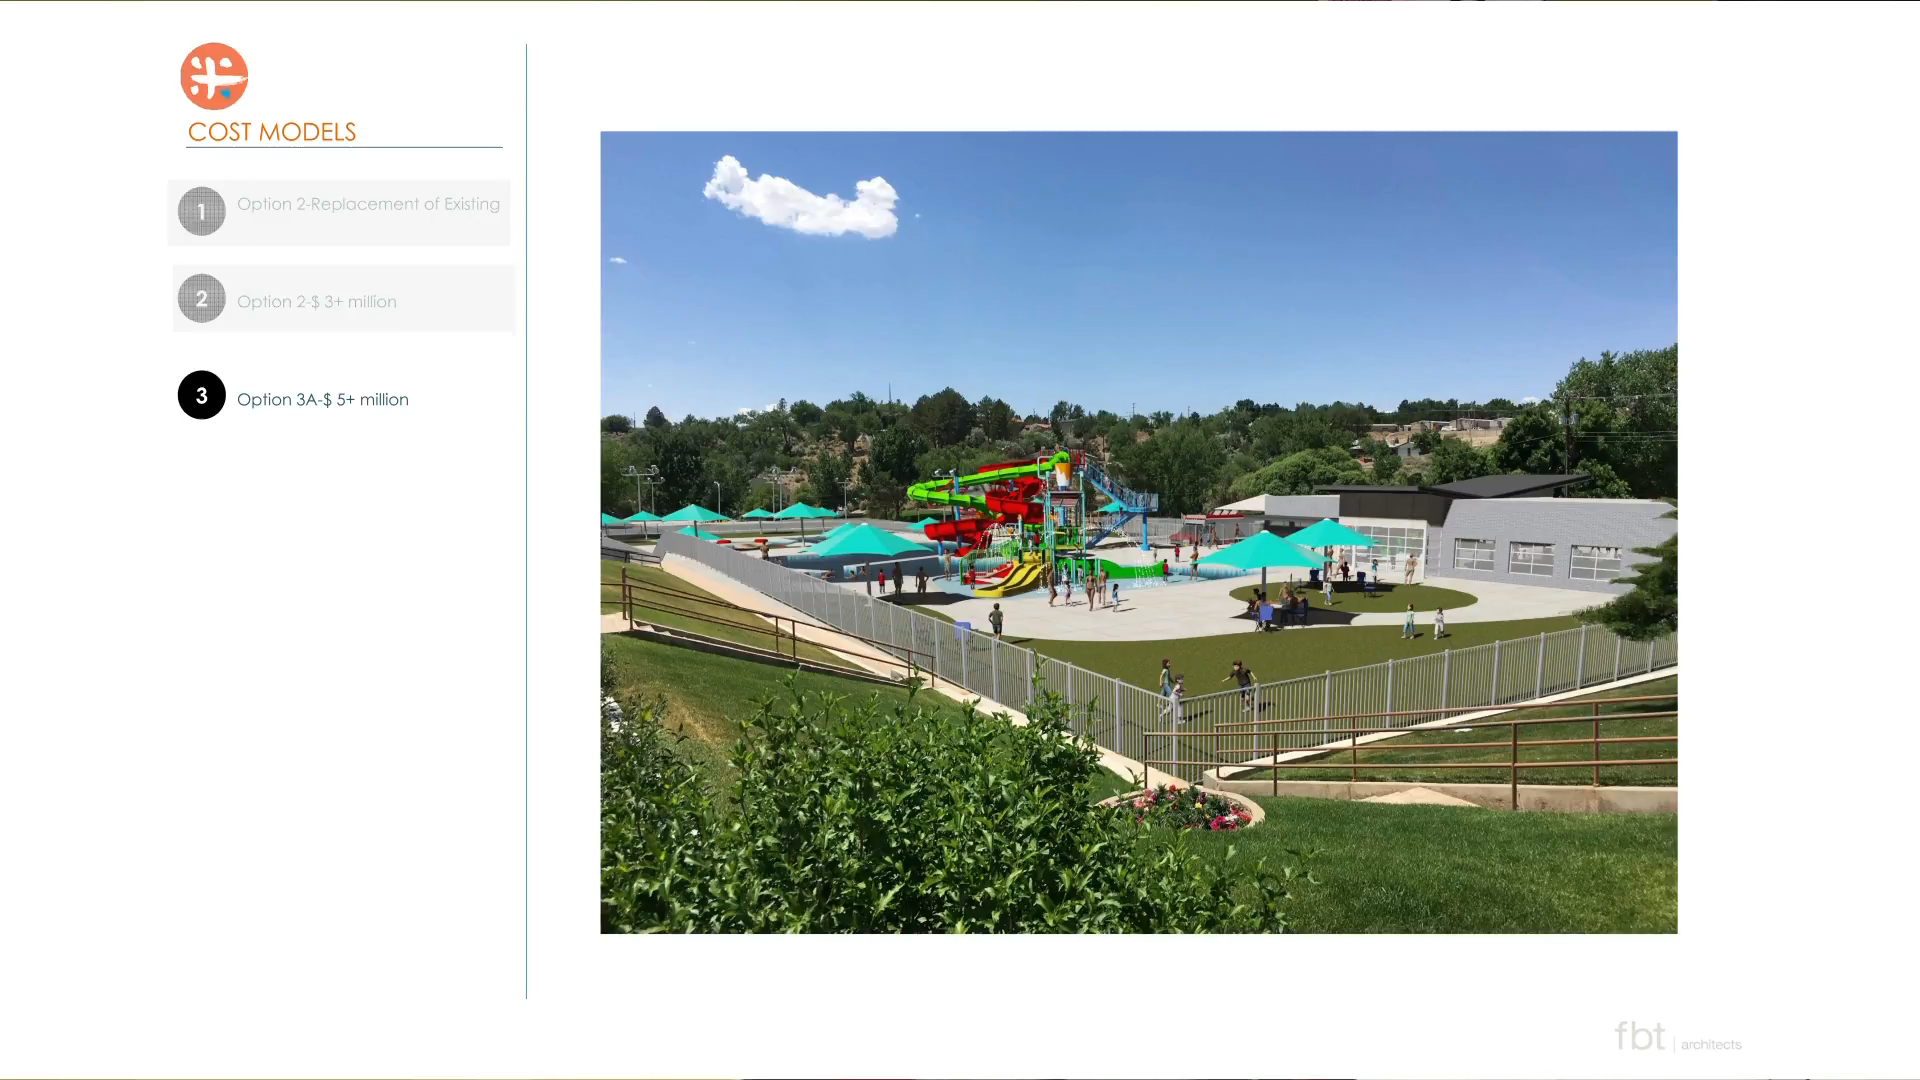 COST MODELS
1 Option 2-Replacement of Existing
2 Option 2-$ 3+ million
3 Option 3A-$ 5+ million
fbt | architects